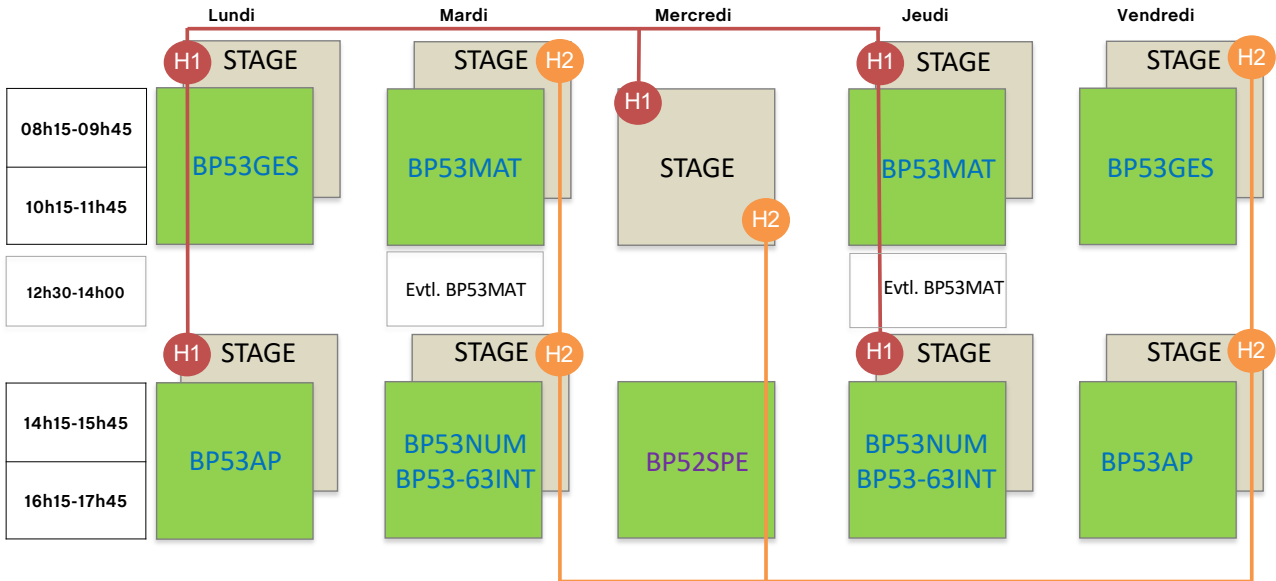 Lundi
Mardi
Mercredi
Jeudi
Vendredi
H1 STAGE
STAGE H2
H1
H1 STAGE
STAGE H2
08h15-09h45
10h15-11h45
BP53GES
BP53MAT
STAGE
H2
BP53MAT
BP53GES
12h30-14h00
Evtl. BP53MAT
Evtl. BP53MAT
H1 STAGE
STAGE H2
H1 STAGE
STAGE H2
14h15-15h45
16h15-17h45
BP53AP
BP53NUM
BP53-63INT
BP52SPE
BP53NUM
BP53-63INT
BP53AP